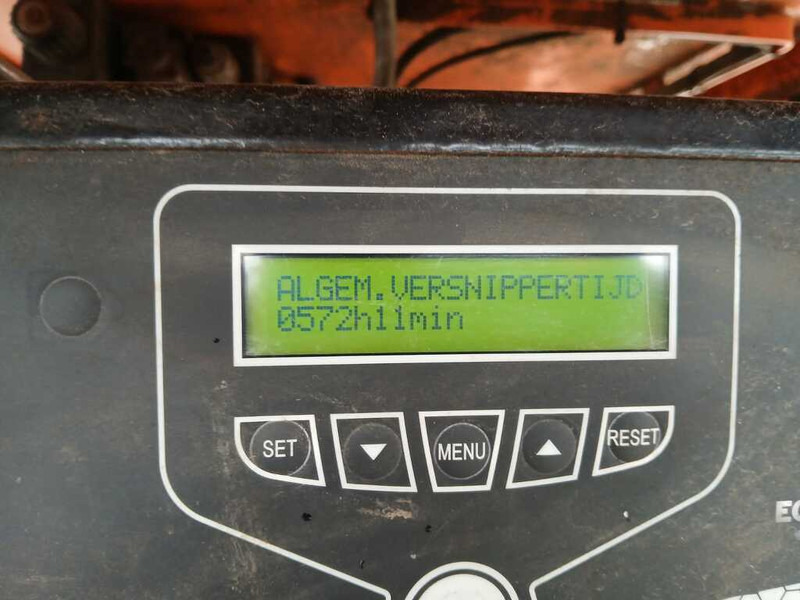 ALGEM.VERSNIPPERTIJD
0572h11min
SET
MENU
RESET